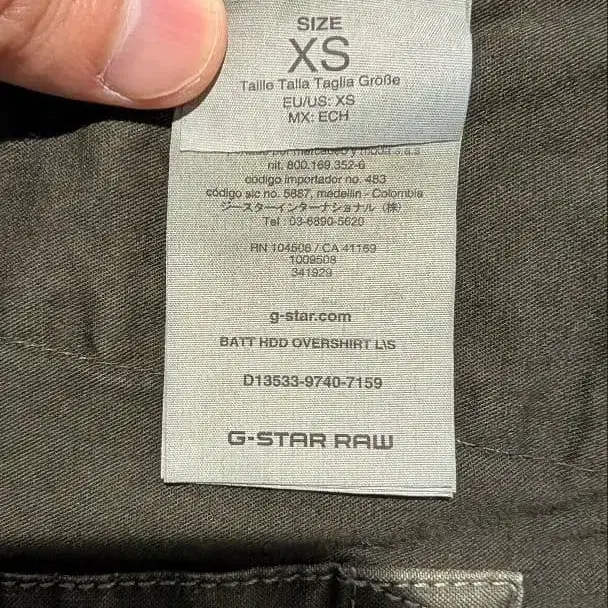 SIZE
XS
Taille Talla Taglia Größe
EU/US: XS
MX: ECH
nit. 800.169.352-6
código importador no. 483
código sic no. 5887, medellin - Colombia
ジースターインターナショナル (株)
Tel : 03-6890-5620
RN 104506 / CA 41169
1009508
341929
g-star.com
BATT HDD OVERSHIRT L\S
D13533-9740-7159
G-STAR RAW